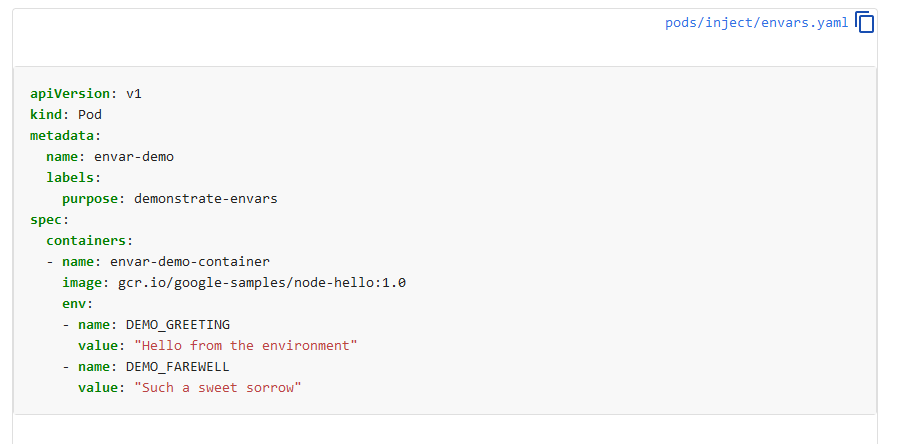 pods/inject/envars.yaml
apiVersion: v1
kind: Pod
metadata:
  name: envar-demo
  labels:
    purpose: demonstrate-envars
spec:
  containers:
  - name: envar-demo-container
    image: gcr.io/google-samples/node-hello:1.0
    env:
    - name: DEMO_GREETING
      value: "Hello from the environment"
    - name: DEMO_FAREWELL
      value: "Such a sweet sorrow"